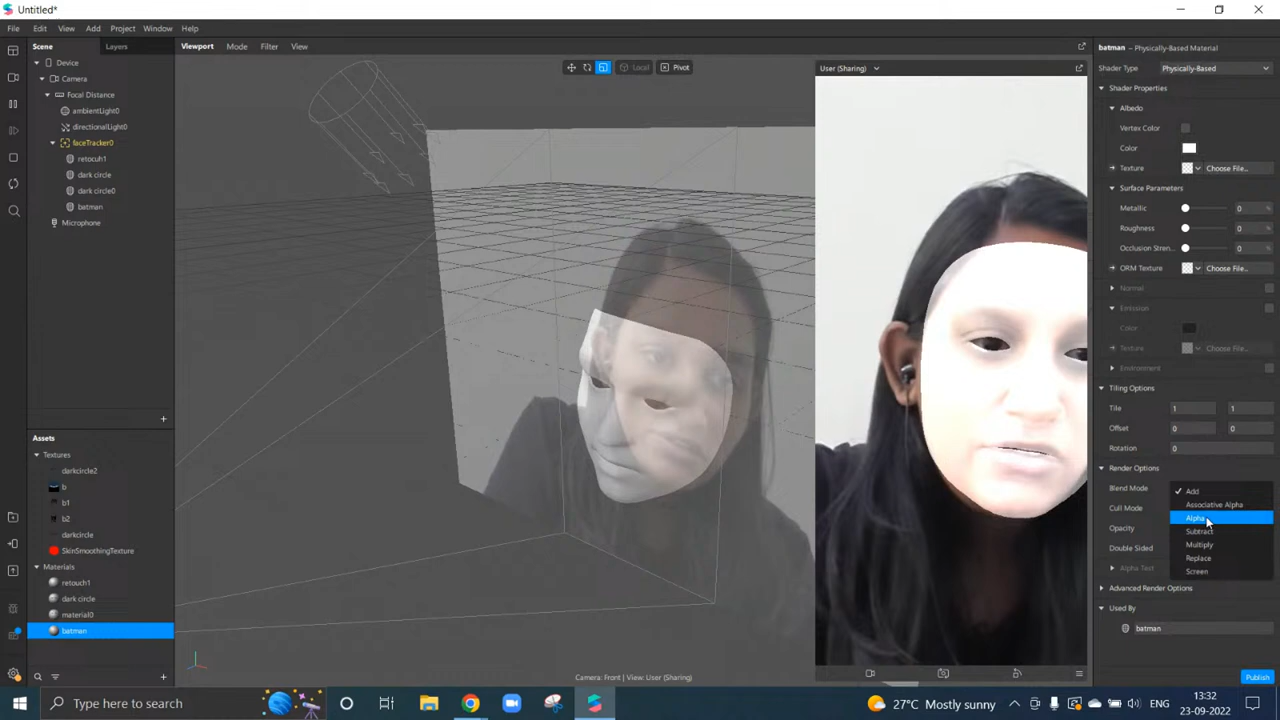 Untitled*
File Edit View Add Project Window Help
Scene Layers
Device
Camera
Focal Distance
ambientLight0
directionalLight0
faceTracker0
retocuh1
dark circle
dark circle0
batman
Microphone
Assets
Textures
darkcircle2
b
b1
b2
darkcircle
SkinSmoothingTexture
Materials
retouch1
dark circle
material0
batman
Viewport Mode Filter View
Local Pivot
User (Sharing)
Camera: Front | View: User (Sharing)
batman – Physically-Based Material
Shader Type Physically-Based
Shader Properties
Albedo
Vertex Color
Color
Texture Choose File...
Surface Parameters
Metallic 0 %
Roughness 0 %
Occlusion Stren... 0 %
ORM Texture Choose File...
Normal
Emission
Color
Texture Choose File...
Environment
Tiling Options
Tile 1 1
Offset 0 0
Rotation 0
Render Options
Blend Mode
Cull Mode
Opacity
Double Sided
Alpha Test
Add
Associative Alpha
Alpha
Subtract
Multiply
Replace
Screen
Advanced Render Options
Used By
batman
Publish
Type here to search
27°C Mostly sunny
ENG
13:32
23-09-2022